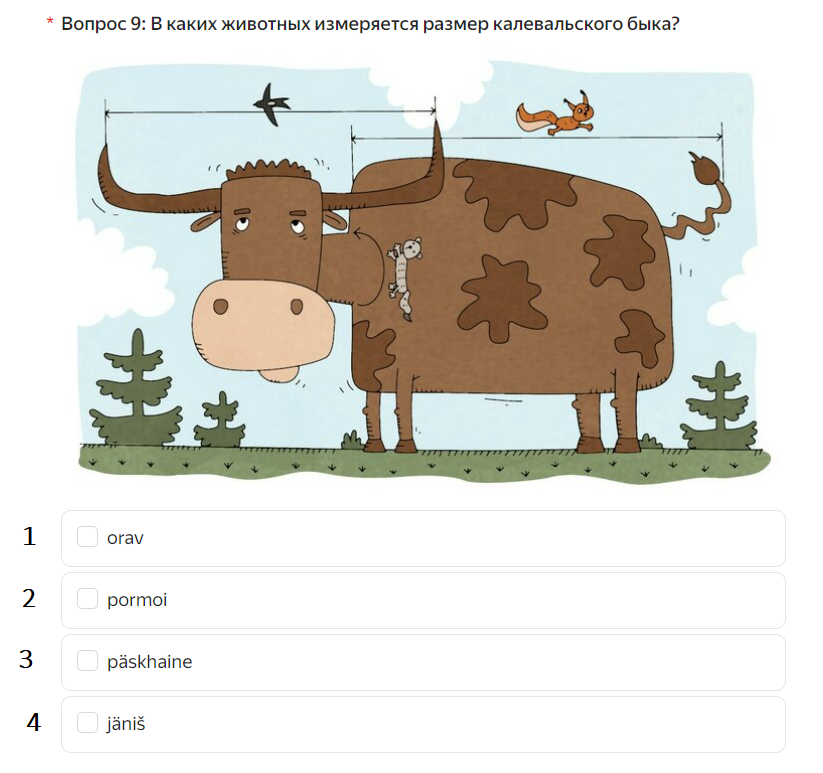 * Вопрос 9: В каких животных измеряется размер калевальского быка?
1 orav
2 pormoi
3 päskhaine
4 jäniš